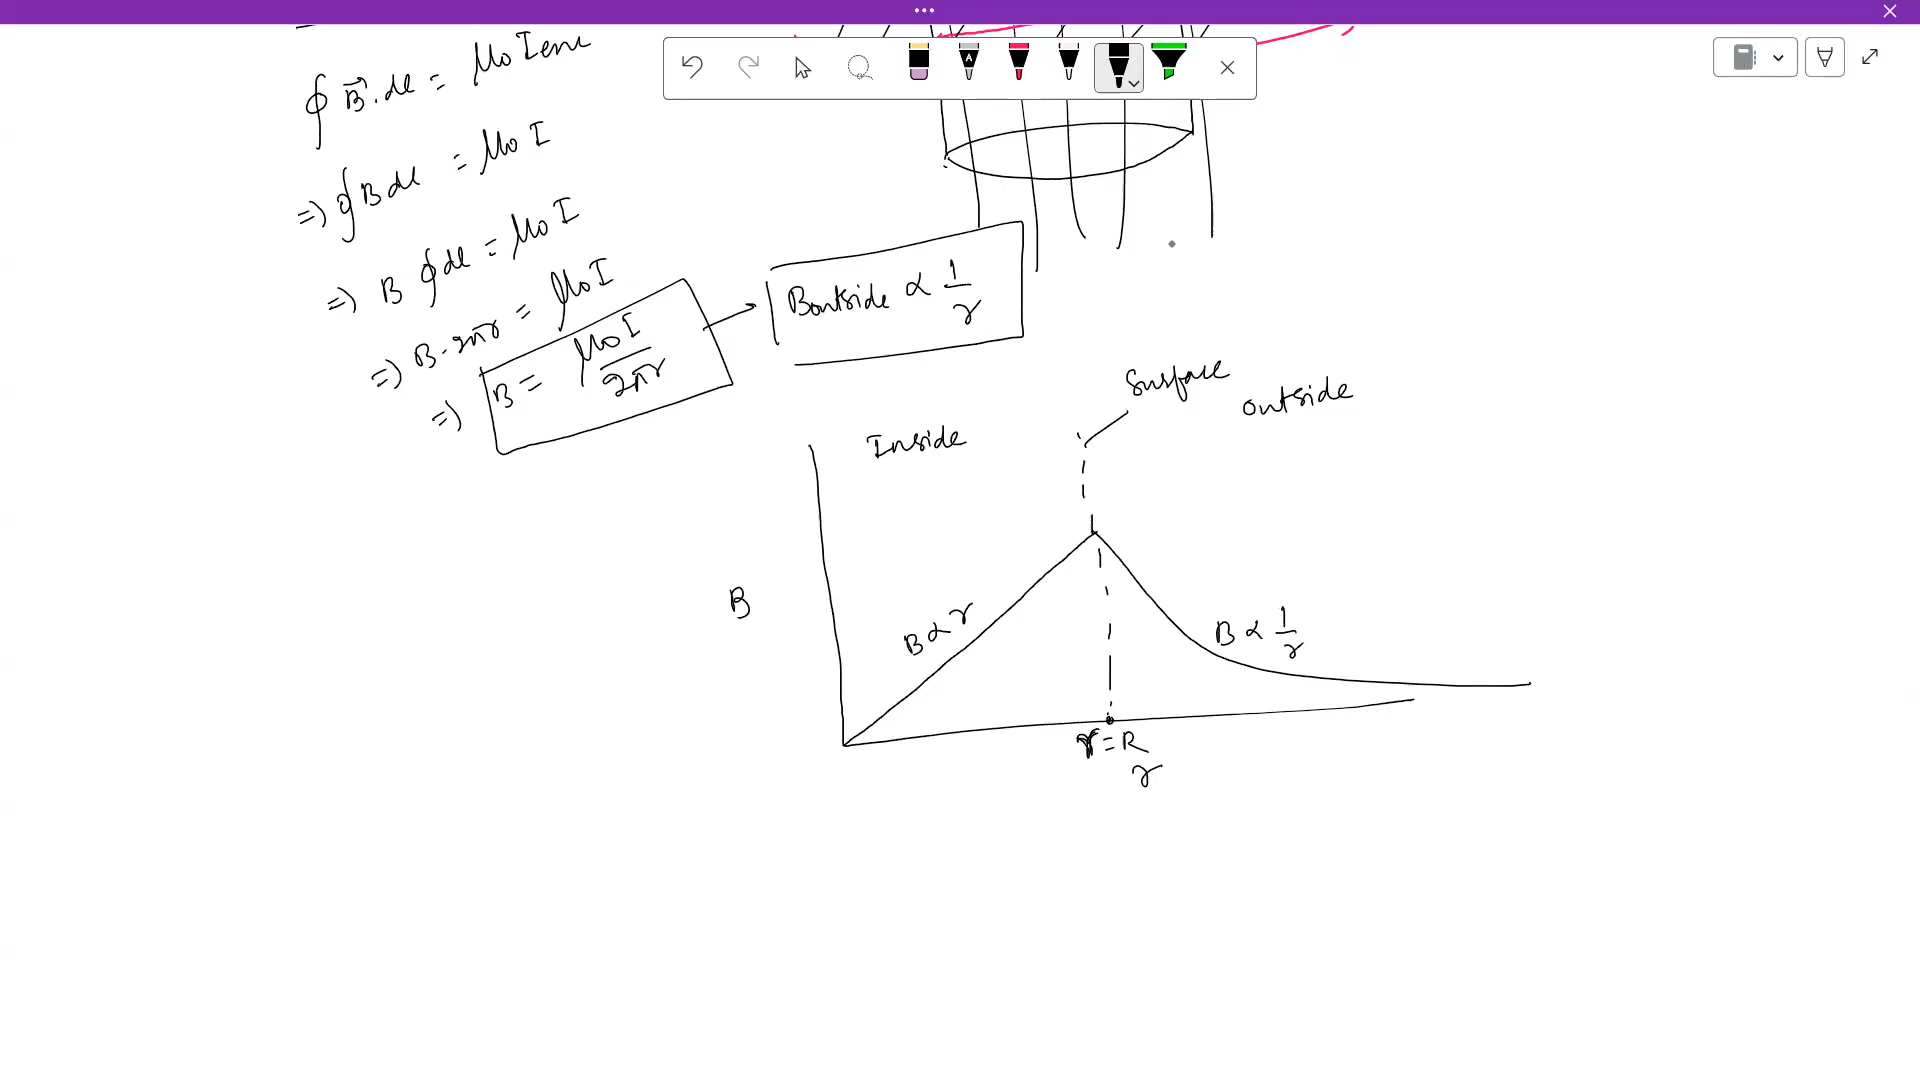 ∮ B⃗ . dl = μ₀ Ienc
=> ∮ B dl = μ₀ I
=> B ∮ dl = μ₀ I
=> B · 2πr = μ₀ I
=> B = μ₀ I / 2πr
Boutside ∝ 1/r
Surface
Outside
Inside
B
B ∝ r
B ∝ 1/r
r = R
r